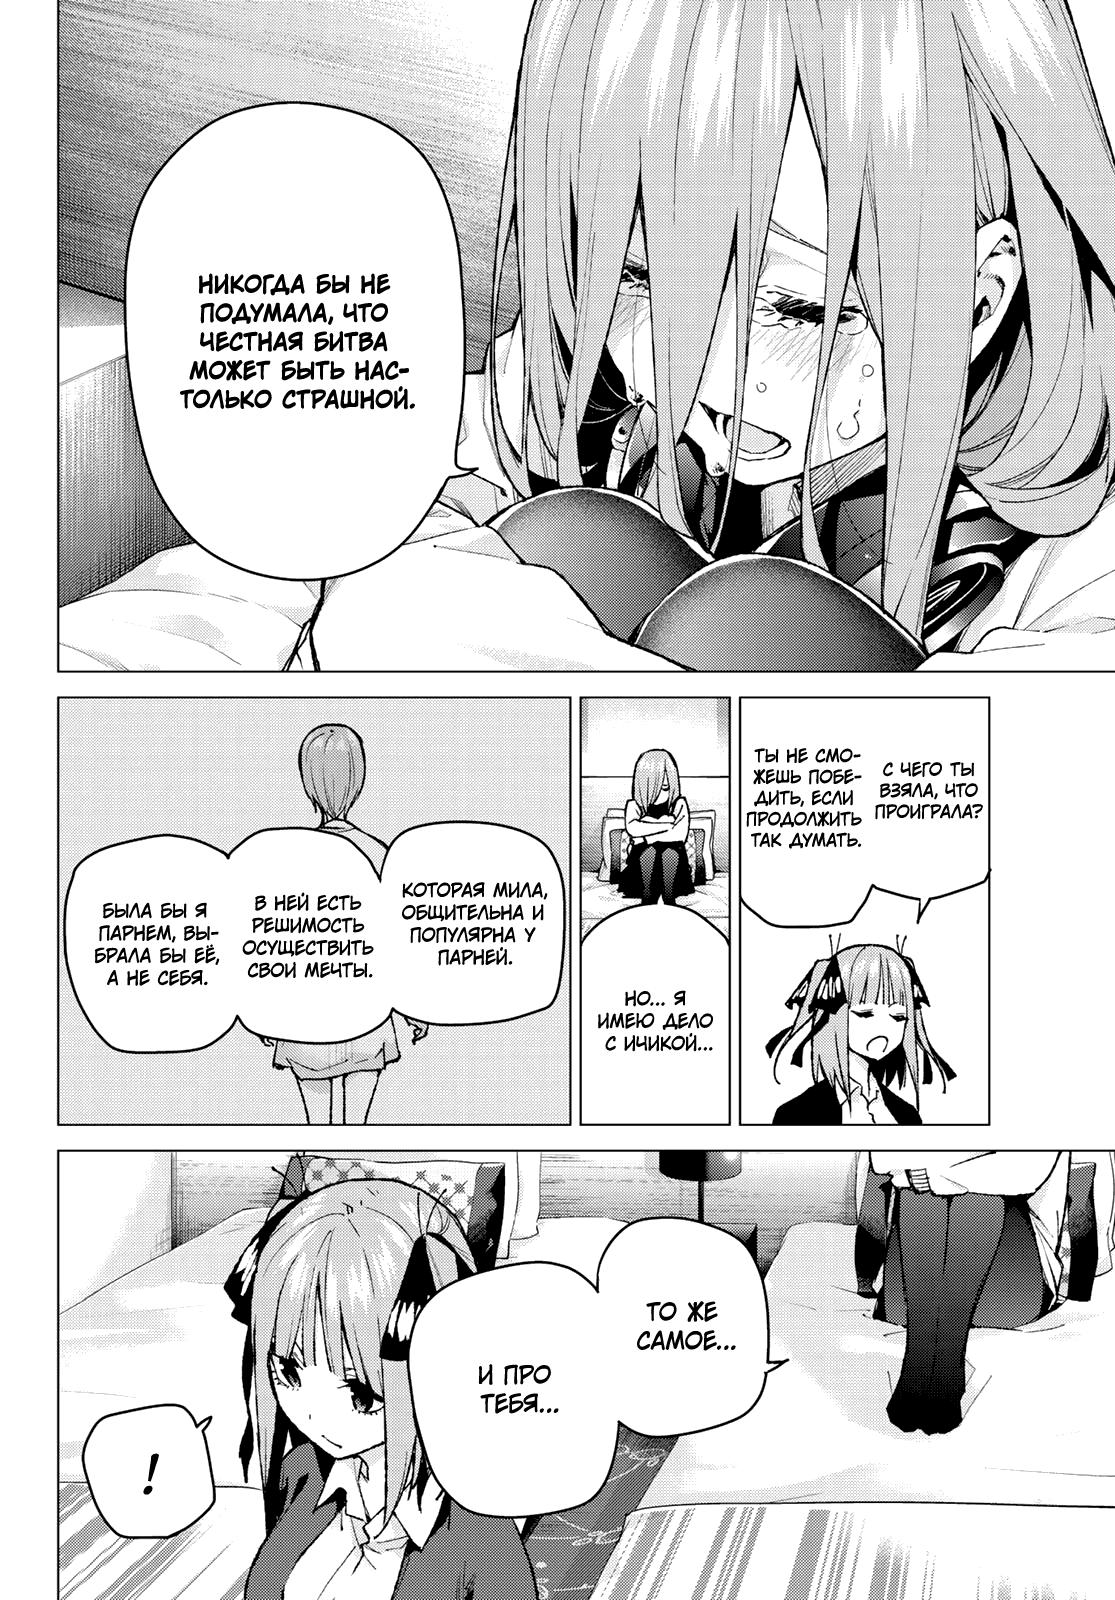 НИКОГДА БЫ НЕ
ПОДУМАЛА, ЧТО
ЧЕСТНАЯ БИТВА
МОЖЕТ БЫТЬ НАС-
ТОЛЬКО СТРАШНОЙ.
С ЧЕГО ТЫ
ВЗЯЛА, ЧТО
ПРОИГРАЛА?
ТЫ НЕ СМО-
ЖЕШЬ ПОБЕ-
ДИТЬ, ЕСЛИ
ПРОДОЛЖИТЬ
ТАК ДУМАТЬ.
НО... Я
ИМЕЮ ДЕЛО
С ИЧИКОЙ...
КОТОРАЯ МИЛА,
ОБЩИТЕЛЬНА И
ПОПУЛЯРНА У
ПАРНЕЙ.
В НЕЙ ЕСТЬ
РЕШИМОСТЬ
ОСУЩЕСТВИТЬ
СВОИ МЕЧТЫ.
БЫЛА БЫ Я
ПАРНЕМ, ВЫ-
БРАЛА БЫ ЕЁ,
А НЕ СЕБЯ.
ТО ЖЕ
САМОЕ...
И ПРО
ТЕБЯ...
!